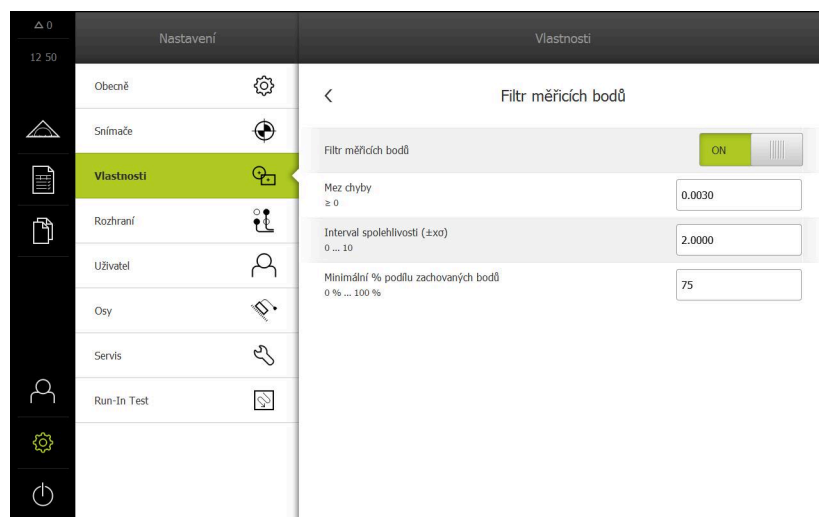 △ 0
12 50
Nastavení
Vlastnosti
Obecně
Snímače
Vlastnosti
Rozhraní
Uživatel
Osy
Servis
Run-In Test
Filtr měřicích bodů
Filtr měřicích bodů
ON
Mez chyby
≥ 0
0.0030
Interval spolehlivosti (±xσ)
0 ... 10
2.0000
Minimální % podílu zachovaných bodů
0 % ... 100 %
75